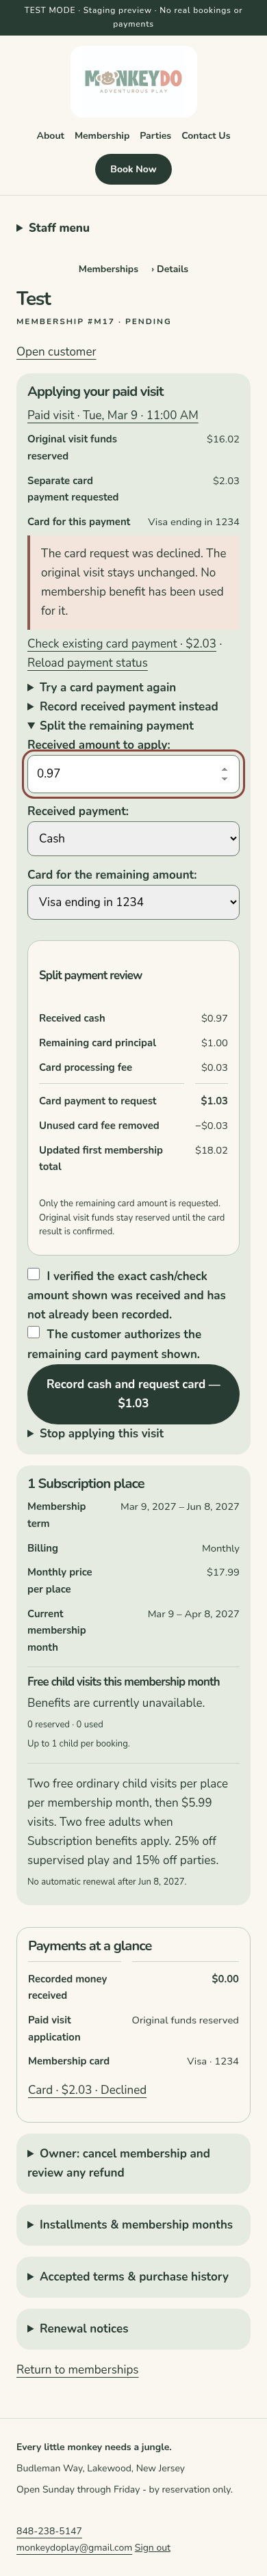 TEST MODE · Staging preview · No real bookings or
payments
MONKEYDO
ADVENTUROUS PLAY
About Membership Parties Contact Us
Book Now
Staff menu
Memberships › Details
Test
MEMBERSHIP #M17 · PENDING
Open customer
Applying your paid visit
Paid visit · Tue, Mar 9 · 11:00 AM
Original visit funds $16.02
reserved
Separate card $2.03
payment requested
Card for this payment Visa ending in 1234
The card request was declined. The
original visit stays unchanged. No
membership benefit has been used
for it.
Check existing card payment · $2.03 ·
Reload payment status
Try a card payment again
Record received payment instead
Split the remaining payment
Received amount to apply:
0.97
Received payment:
Cash
Card for the remaining amount:
Visa ending in 1234
Split payment review
Received cash $0.97
Remaining card principal $1.00
Card processing fee $0.03
Card payment to request $1.03
Unused card fee removed −$0.03
Updated first membership $18.02
total
Only the remaining card amount is requested.
Original visit funds stay reserved until the card
result is confirmed.
I verified the exact cash/check
amount shown was received and has
not already been recorded.
The customer authorizes the
remaining card payment shown.
Record cash and request card —
$1.03
Stop applying this visit
1 Subscription place
Membership Mar 9, 2027 – Jun 8, 2027
term
Billing Monthly
Monthly price $17.99
per place
Current Mar 9 – Apr 8, 2027
membership
month
Free child visits this membership month
Benefits are currently unavailable.
0 reserved · 0 used
Up to 1 child per booking.
Two free ordinary child visits per place
per membership month, then $5.99
visits. Two free adults when
Subscription benefits apply. 25% off
supervised play and 15% off parties.
No automatic renewal after Jun 8, 2027.
Payments at a glance
Recorded money $0.00
received
Paid visit Original funds reserved
application
Membership card Visa · 1234
Card · $2.03 · Declined
Owner: cancel membership and
review any refund
Installments & membership months
Accepted terms & purchase history
Renewal notices
Return to memberships
Every little monkey needs a jungle.
Budleman Way, Lakewood, New Jersey
Open Sunday through Friday - by reservation only.
848-238-5147
monkeydoplay@gmail.com Sign out